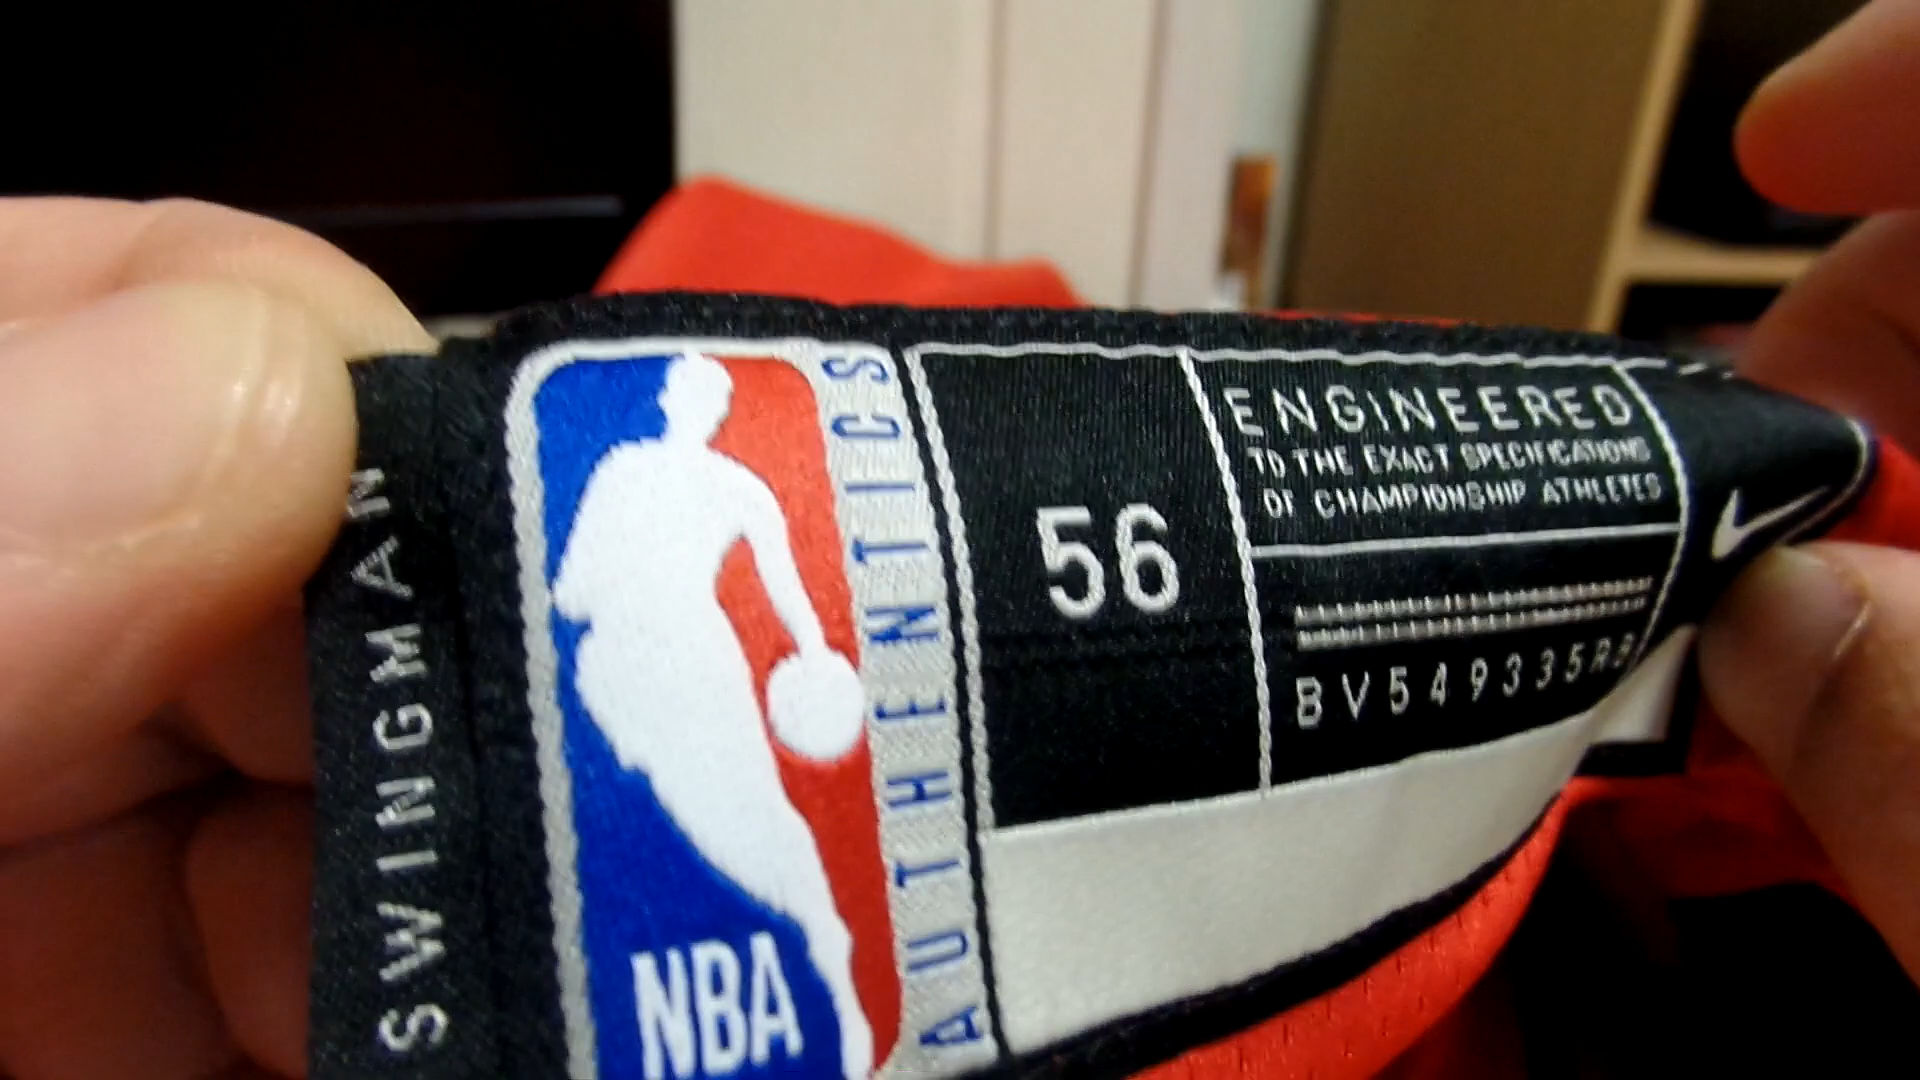 SWINGMAN
NBA
AUTHENTICS
56
ENGINEERED
TO THE EXACT SPECIFICATIONS
OF CHAMPIONSHIP ATHLETES
BV549335RB